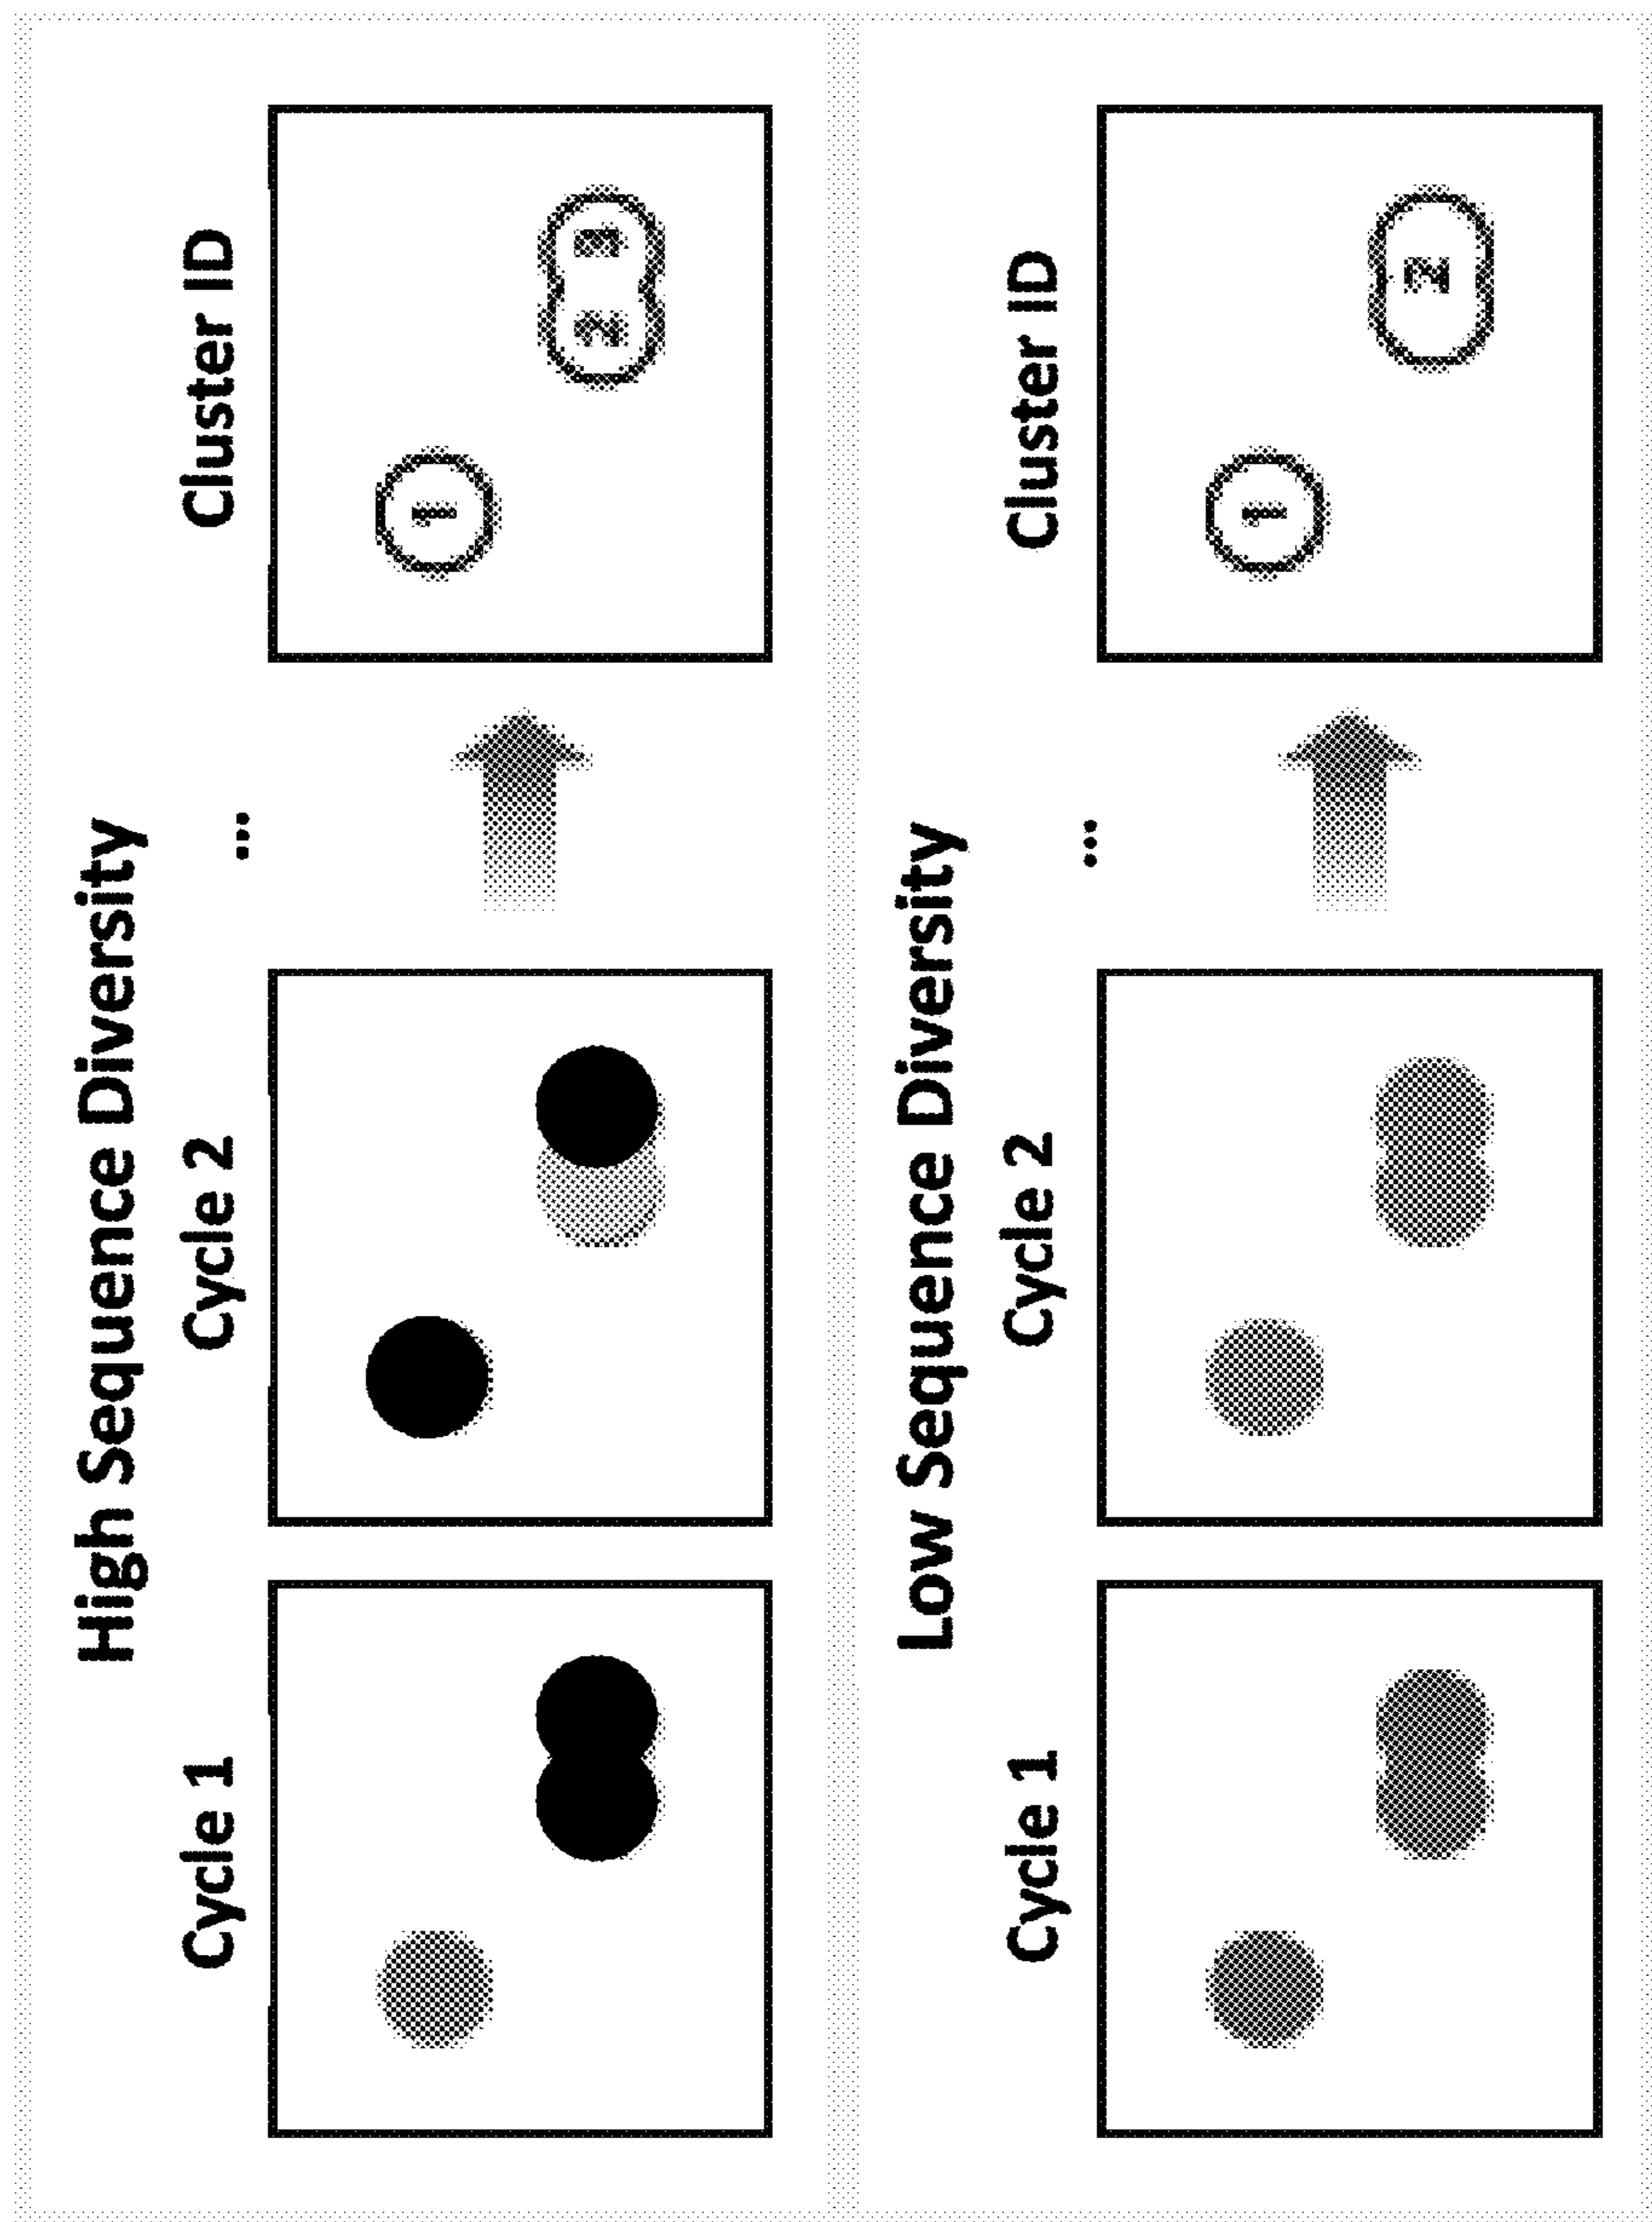 High Sequence Diversity
Cycle 1
Cycle 2
...
Cluster ID
1
2
3
Low Sequence Diversity
Cycle 1
Cycle 2
...
Cluster ID
1
2